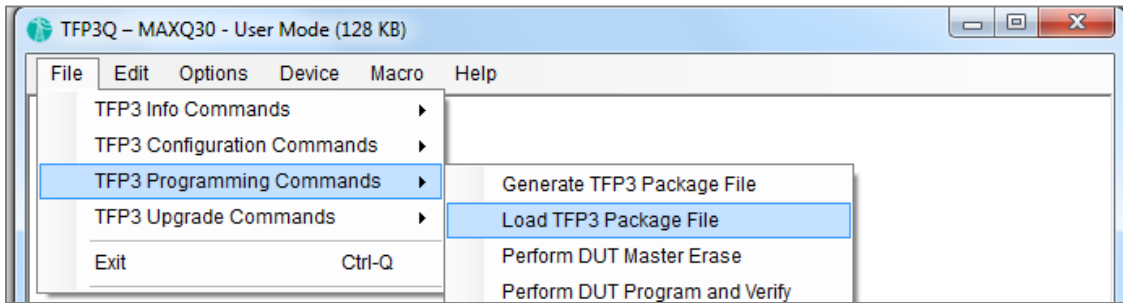 TFP3Q – MAXQ30 - User Mode (128 KB)
File Edit Options Device Macro Help
TFP3 Info Commands
TFP3 Configuration Commands
TFP3 Programming Commands
TFP3 Upgrade Commands
Exit Ctrl-Q
Generate TFP3 Package File
Load TFP3 Package File
Perform DUT Master Erase
Perform DUT Program and Verify